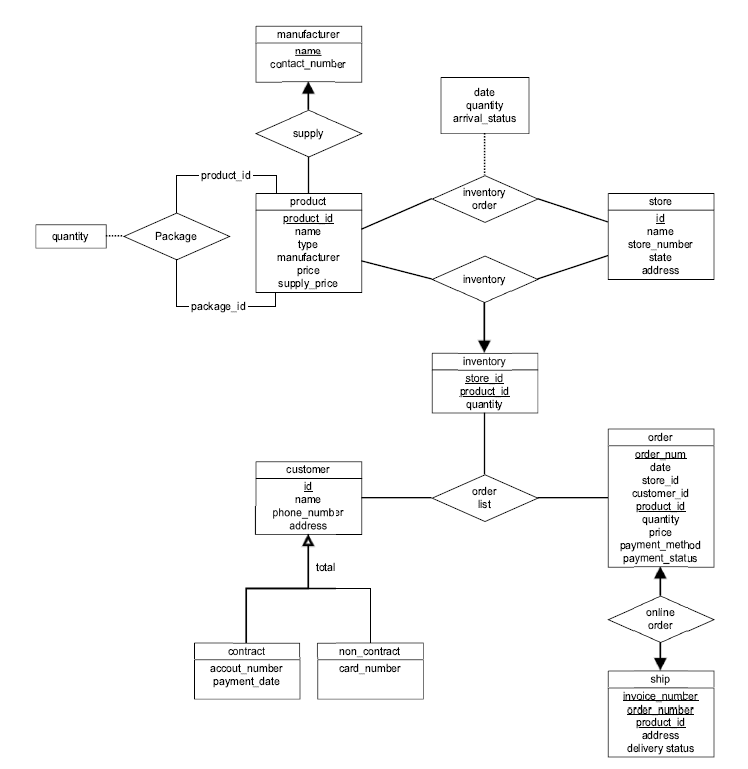 manufacturer
name
contact_number
supply
date
quantity
arrival_status
product_id
product
product_id
name
type
manufacturer
price
supply_price
inventory
order
store
id
name
store_number
state
address
quantity
Package
package_id
inventory
inventory
store_id
product_id
quantity
customer
id
name
phone_number
address
order
list
order
order_num
date
store_id
customer_id
product_id
quantity
price
payment_method
payment_status
total
online
order
contract
accout_number
payment_date
non_contract
card_number
ship
invoice_number
order_number
product_id
address
delivery status